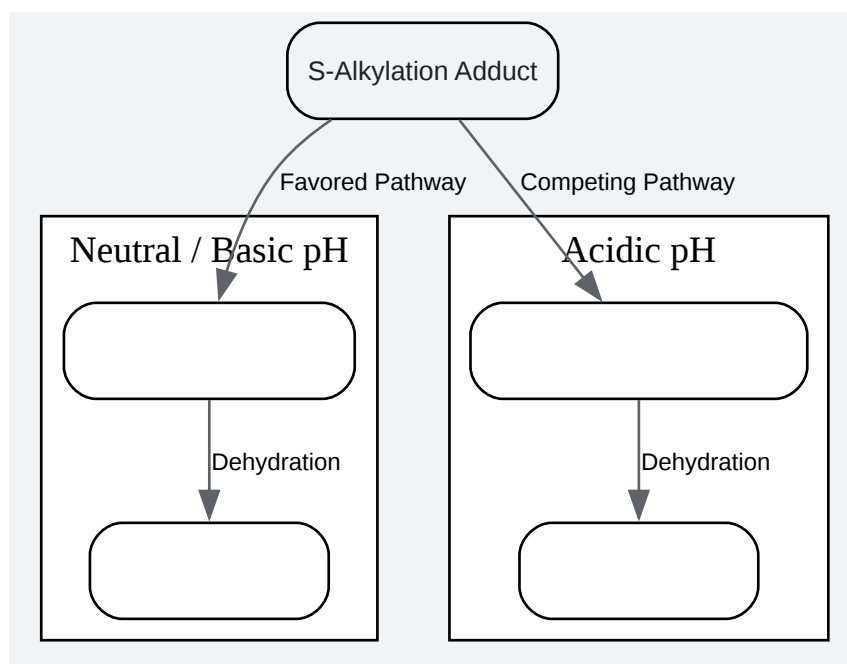 S-Alkylation Adduct
Favored Pathway
Competing Pathway
Neutral / Basic pH
Acidic pH
Dehydration
Dehydration